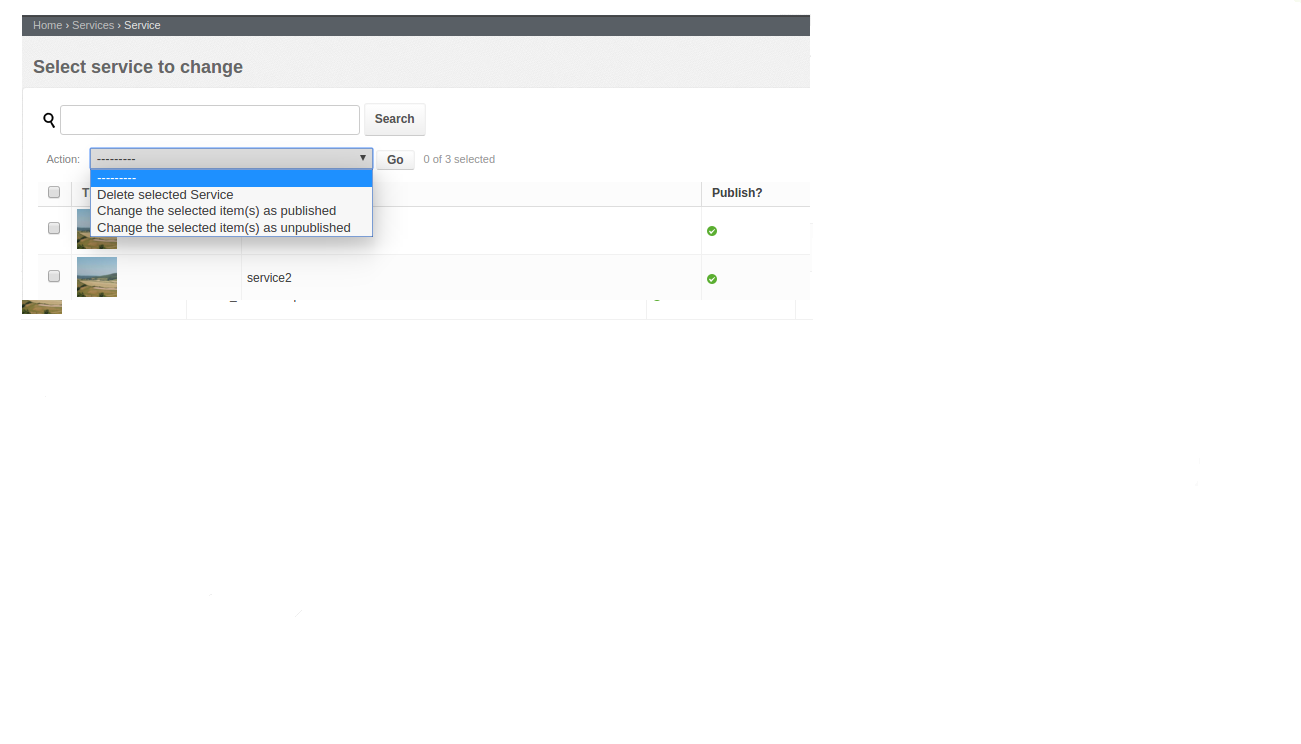 Home › Services › Service
Select service to change
Search
Action: --------- Go 0 of 3 selected
---------
Delete selected Service
Change the selected item(s) as published
Change the selected item(s) as unpublished
Publish?
service2